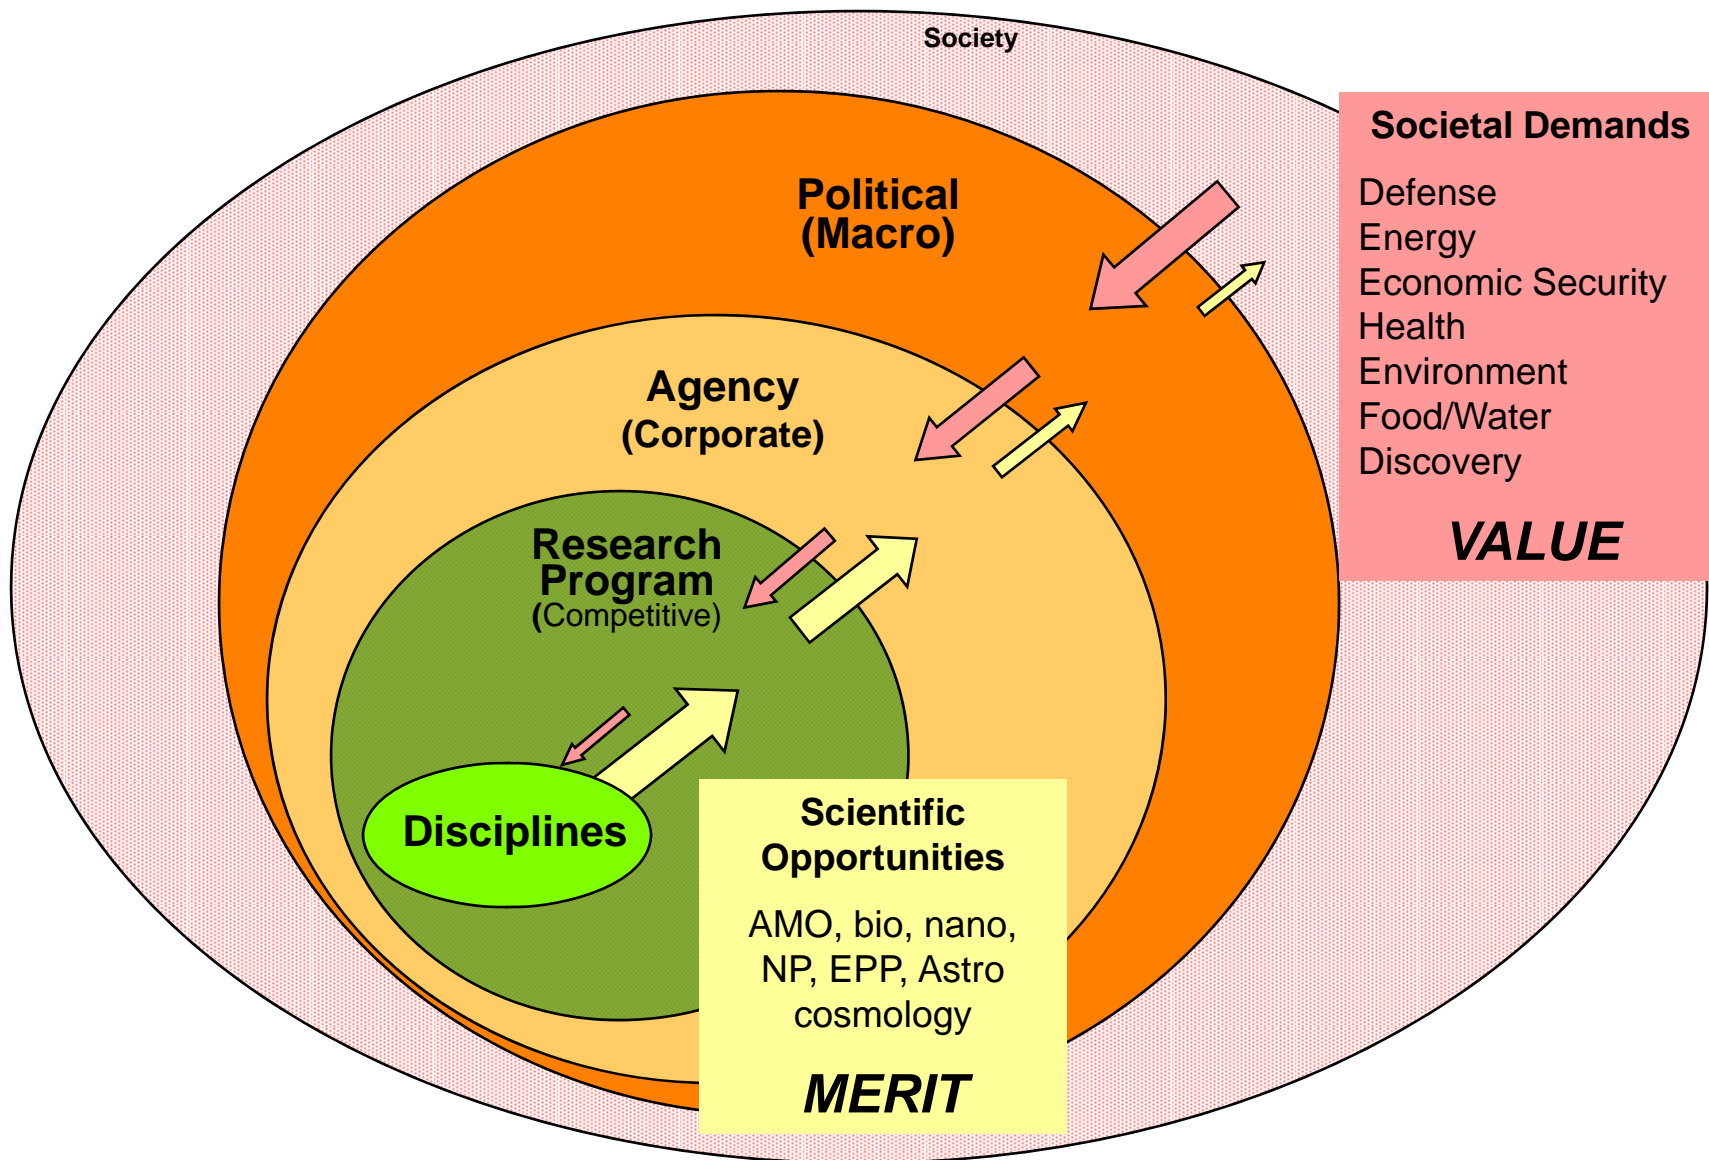 Society
Societal Demands
Defense
Energy
Economic Security
Health
Environment
Food/Water
Discovery
VALUE
Political
(Macro)
Agency
(Corporate)
Research
Program
(Competitive)
Disciplines
Scientific
Opportunities
AMO, bio, nano,
NP, EPP, Astro
cosmology
MERIT